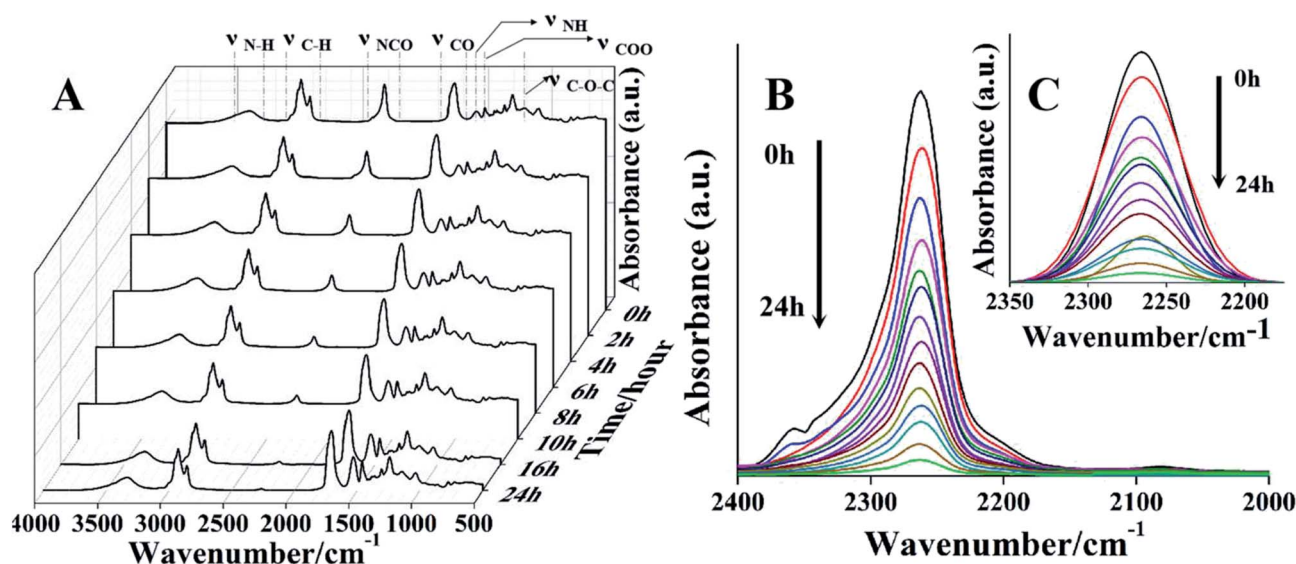 A
ν N-H
ν C-H
ν NCO
ν CO
ν NH
ν COO
ν C-O-C
Absorbance (a.u.)
0h
2h
4h
6h
8h
10h
16h
24h
Time/hour
4000 3500 3000 2500 2000 1500 1000 500
Wavenumber/cm-1
B
0h
24h
Absorbance (a.u.)
2400 2300 2200 2100 2000
Wavenumber/cm-1
C
0h
24h
Absorbance (a.u.)
2350 2300 2250 2200
Wavenumber/cm-1